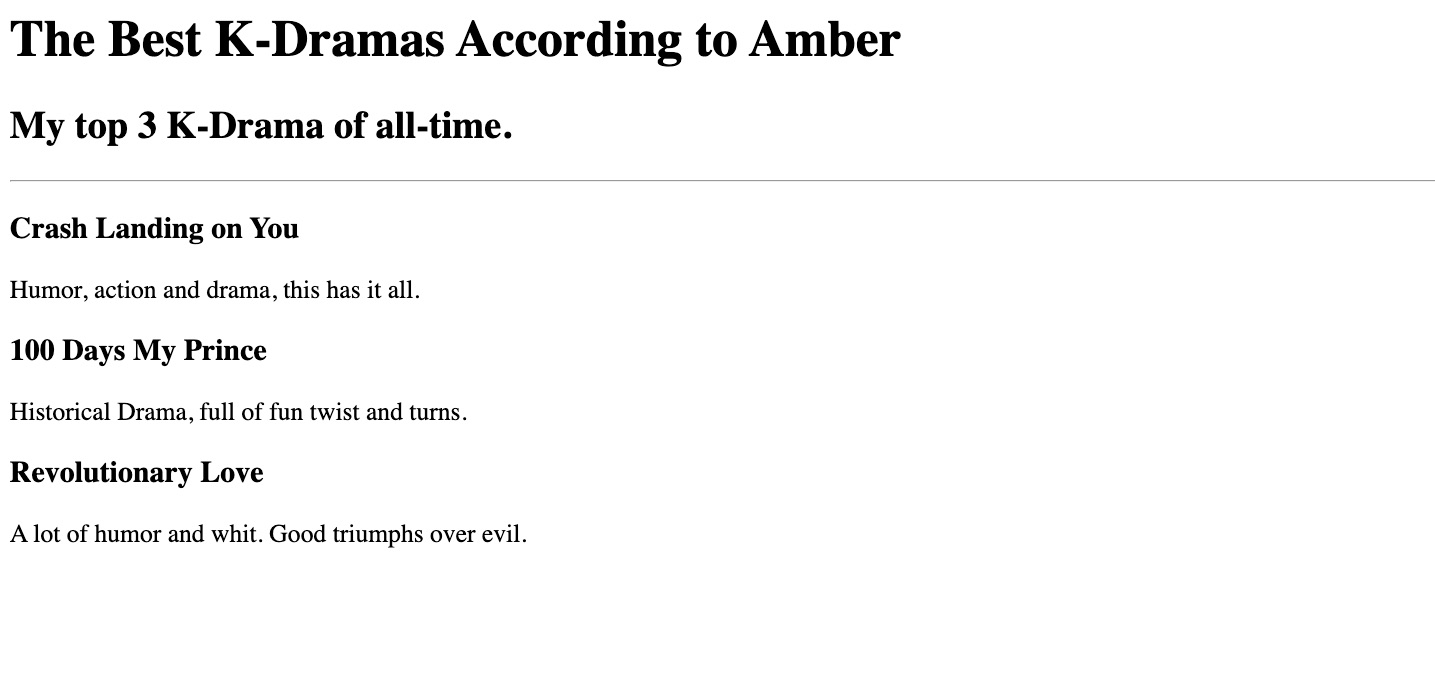 The Best K-Dramas According to Amber
My top 3 K-Drama of all-time.
Crash Landing on You
Humor, action and drama, this has it all.
100 Days My Prince
Historical Drama, full of fun twist and turns.
Revolutionary Love
A lot of humor and whit. Good triumphs over evil.